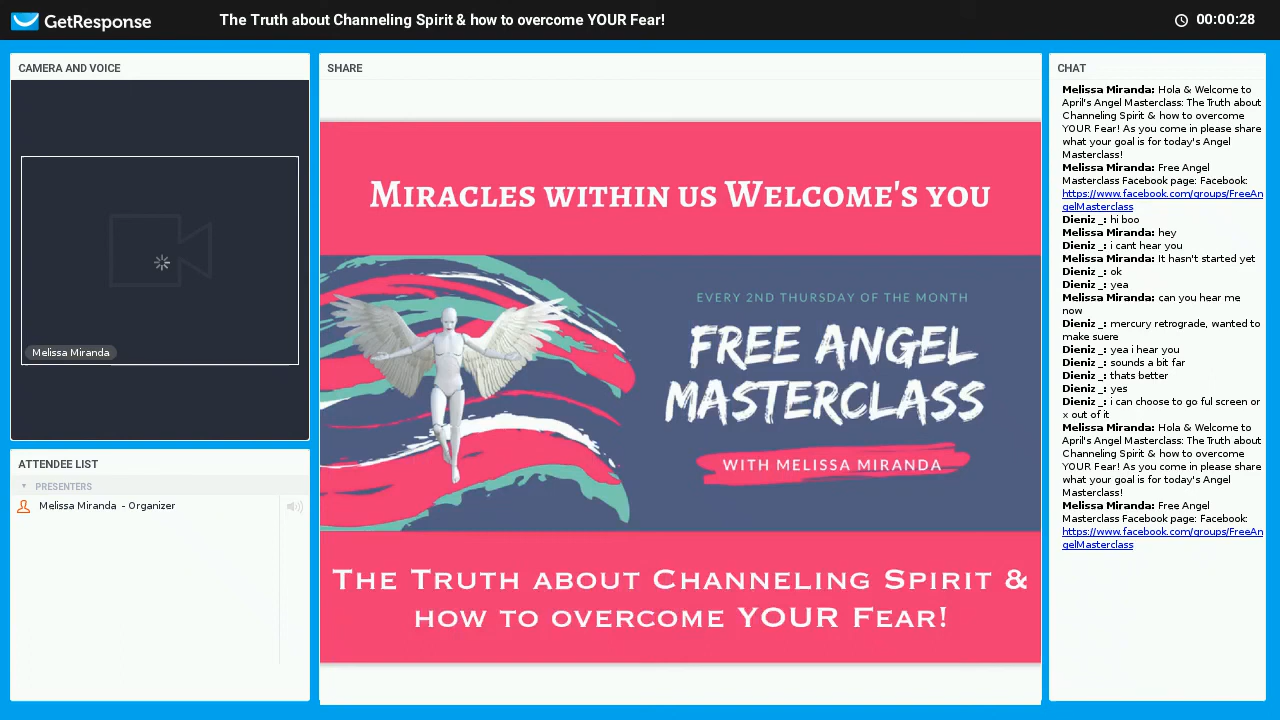 GetResponse
The Truth about Channeling Spirit & how to overcome YOUR Fear!
00:00:28
CAMERA AND VOICE
Melissa Miranda
ATTENDEE LIST
PRESENTERS
Melissa Miranda - Organizer
SHARE
Miracles within us Welcome's you
EVERY 2ND THURSDAY OF THE MONTH
FREE ANGEL
MASTERCLASS
WITH MELISSA MIRANDA
The Truth about Channeling Spirit &
how to overcome YOUR Fear!
CHAT
Melissa Miranda: Hola & Welcome to
April's Angel Masterclass: The Truth about
Channeling Spirit & how to overcome
YOUR Fear! As you come in please share
what your goal is for today's Angel
Masterclass!
Melissa Miranda: Free Angel
Masterclass Facebook page: Facebook:
https://www.facebook.com/groups/FreeAn
gelMasterclass
Dieniz _: hi boo
Melissa Miranda: hey
Dieniz _: i cant hear you
Melissa Miranda: It hasn't started yet
Dieniz _: ok
Dieniz _: yea
Melissa Miranda: can you hear me
now
Dieniz _: mercury retrograde, wanted to
make suere
Dieniz _: yea i hear you
Dieniz _: sounds a bit far
Dieniz _: thats better
Dieniz _: yes
Dieniz _: i can choose to go ful screen or
x out of it
Melissa Miranda: Hola & Welcome to
April's Angel Masterclass: The Truth about
Channeling Spirit & how to overcome
YOUR Fear! As you come in please share
what your goal is for today's Angel
Masterclass!
Melissa Miranda: Free Angel
Masterclass Facebook page: Facebook:
https://www.facebook.com/groups/FreeAn
gelMasterclass